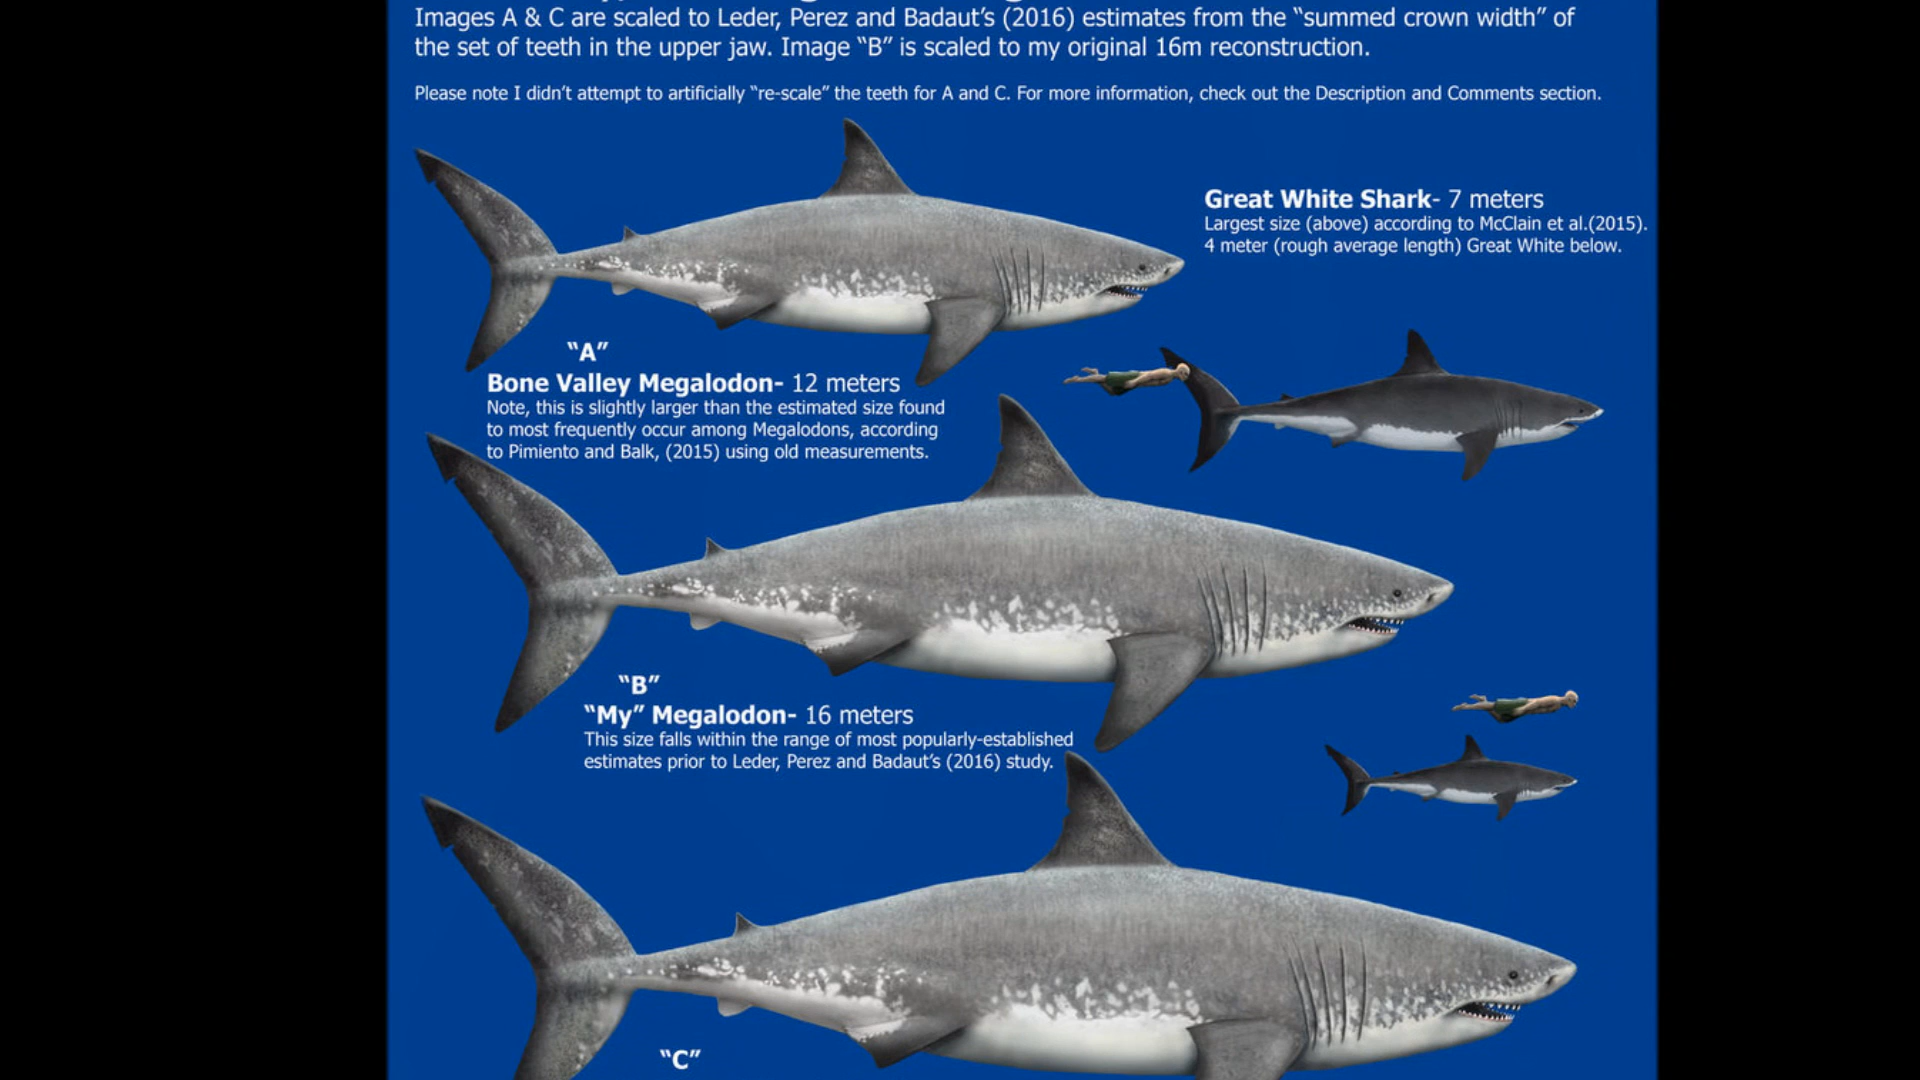 Images A & C are scaled to Leder, Perez and Badaut’s (2016) estimates from the “summed crown width” of
the set of teeth in the upper jaw. Image “B” is scaled to my original 16m reconstruction.
Please note I didn’t attempt to artificially “re-scale” the teeth for A and C. For more information, check out the Description and Comments section.
Great White Shark- 7 meters
Largest size (above) according to McClain et al.(2015).
4 meter (rough average length) Great White below.
“A”
Bone Valley Megalodon- 12 meters
Note, this is slightly larger than the estimated size found
to most frequently occur among Megalodons, according
to Pimiento and Balk, (2015) using old measurements.
“B”
“My” Megalodon- 16 meters
This size falls within the range of most popularly-established
estimates prior to Leder, Perez and Badaut’s (2016) study.
“C”